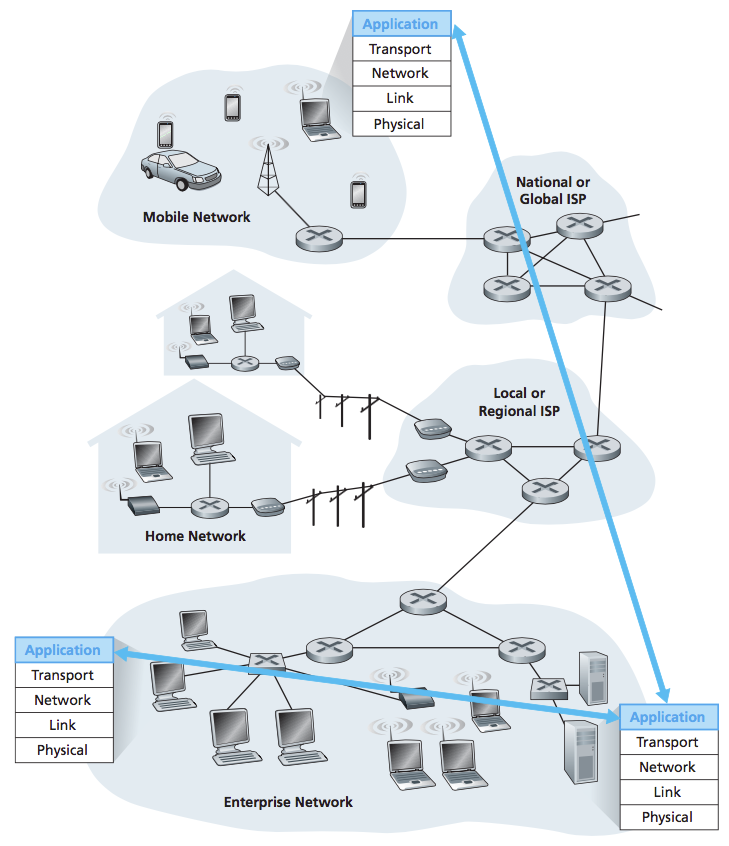 Application
Transport
Network
Link
Physical
National or
Global ISP
Mobile Network
Local or
Regional ISP
Home Network
Application
Transport
Network
Link
Physical
Application
Transport
Network
Link
Physical
Enterprise Network